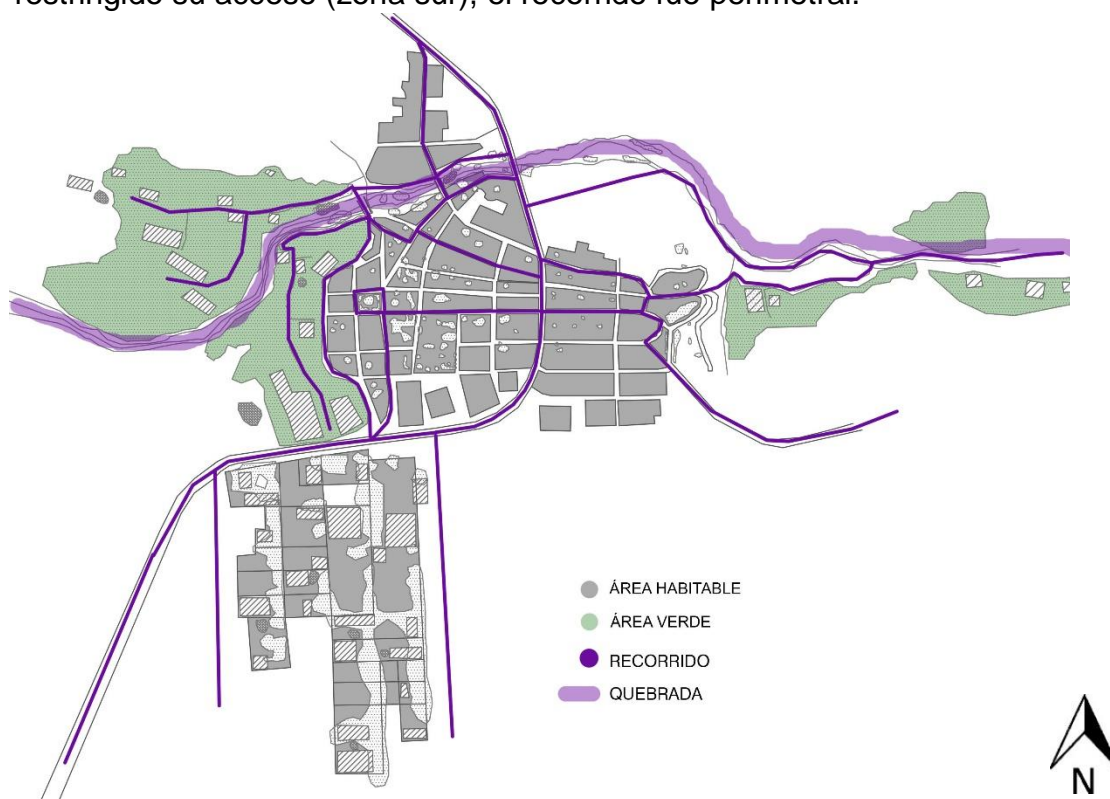 restringido su acceso (zona sur), el recorrido fue perimetral.
ÁREA HABITABLE
ÁREA VERDE
RECORRIDO
QUEBRADA
N